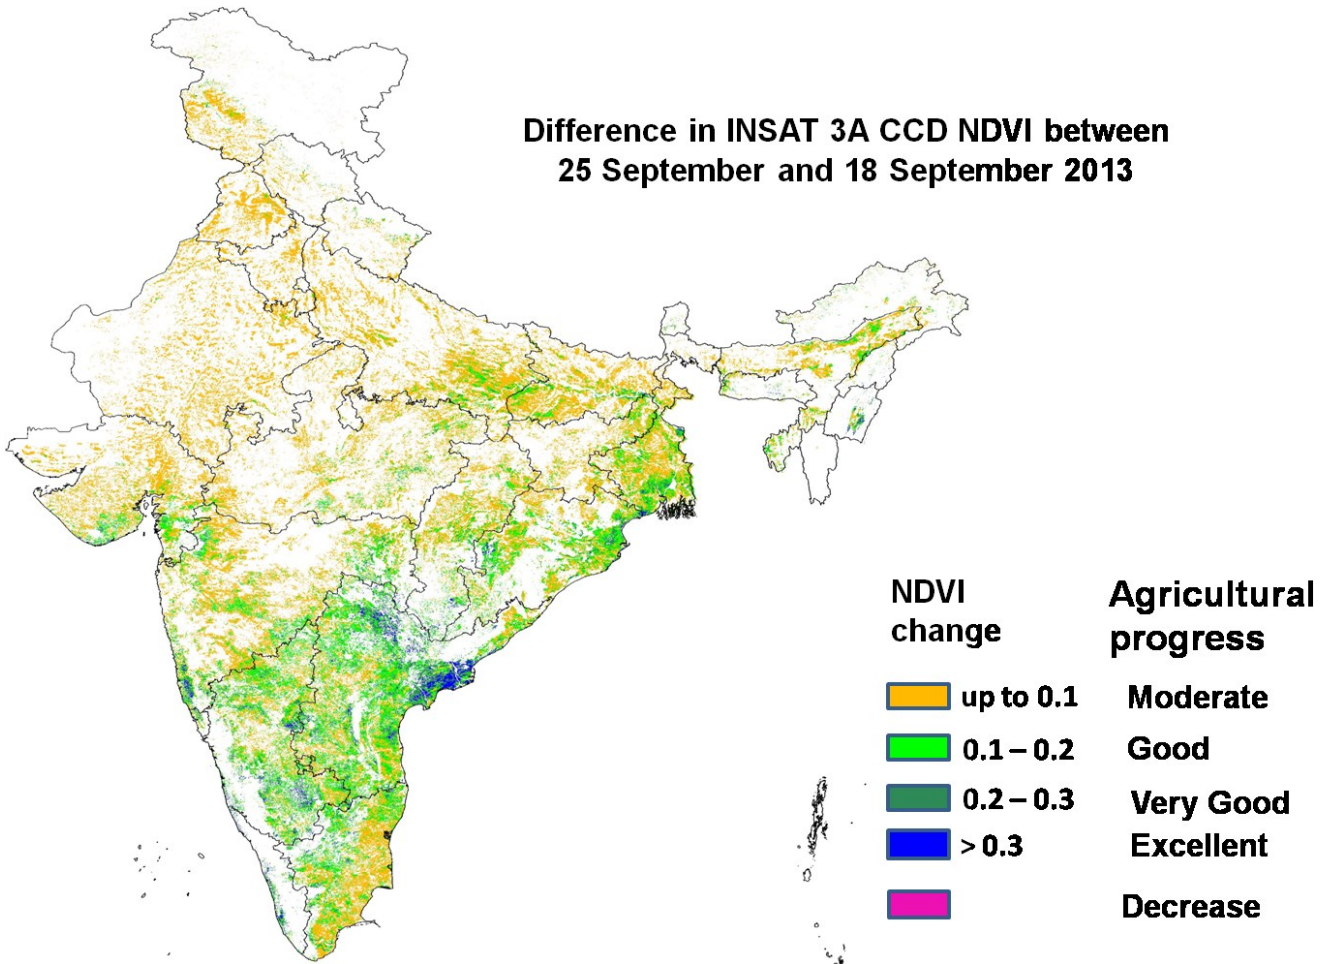 Difference in INSAT 3A CCD NDVI between
25 September and 18 September 2013
NDVI
change
Agricultural
progress
up to 0.1 Moderate
0.1 – 0.2 Good
0.2 – 0.3 Very Good
> 0.3 Excellent
Decrease